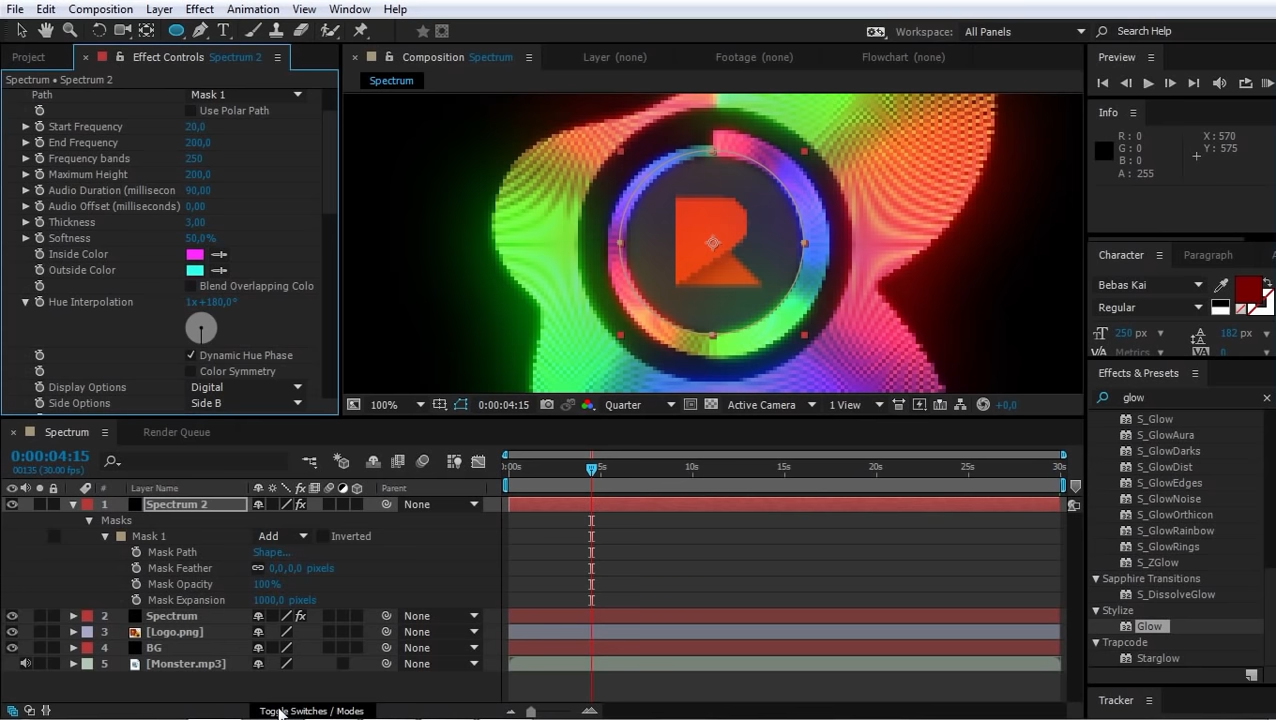 File Edit Composition Layer Effect Animation View Window Help
Workspace: All Panels Search Help
Project Effect Controls Spectrum 2 Composition Spectrum Layer (none) Footage (none) Flowchart (none) Preview
Spectrum • Spectrum 2
Spectrum
Path Mask 1
Use Polar Path
Start Frequency 20,0
End Frequency 200,0
Frequency bands 250
Maximum Height 200,0
Audio Duration (millisecon 90,00
Audio Offset (milliseconds) 0,00
Thickness 3,00
Softness 50,0%
Inside Color
Outside Color
Blend Overlapping Colo
Hue Interpolation 1x+180,0°
Dynamic Hue Phase
Color Symmetry
Display Options Digital
Side Options Side B
R
100% 0:00:04:15 Quarter Active Camera 1 View +0,0
Info
R : 0
G : 0
B : 0
A : 255
X : 570
Y : 575
Character Paragraph
Bebas Kai
Regular
250 px 182 px
Metrics 0
Effects & Presets
glow
S_Glow
S_GlowAura
S_GlowDarks
S_GlowDist
S_GlowEdges
S_GlowNoise
S_GlowOrthicon
S_GlowRainbow
S_GlowRings
S_ZGlow
Sapphire Transitions
S_DissolveGlow
Stylize
Glow
Trapcode
Starglow
Tracker
Spectrum Render Queue
0:00:04:15
00135 (30.00 fps)
0:00s 5s 10s 15s 20s 25s 30s
# Layer Name Parent
1 Spectrum 2 None
Masks
Mask 1 Add Inverted
Mask Path Shape...
Mask Feather 0,0,0,0 pixels
Mask Opacity 100%
Mask Expansion 1000,0 pixels
2 Spectrum None
3 [Logo.png] None
4 BG None
5 [Monster.mp3] None
Toggle Switches / Modes